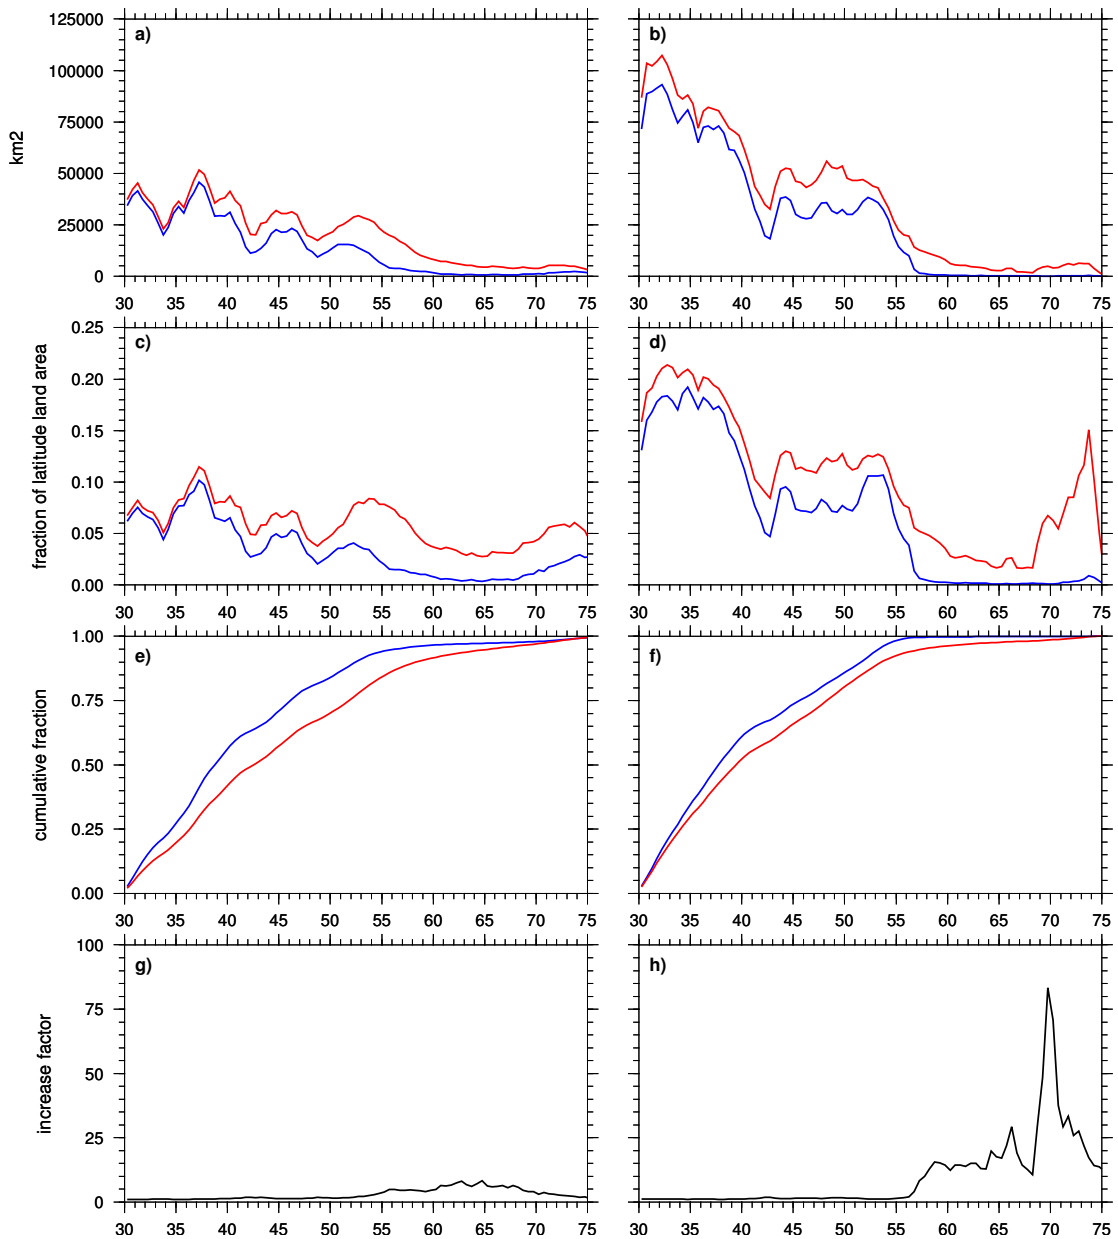 125000
100000
75000
50000
25000
0
km2
a)
30 35 40 45 50 55 60 65 70 75
b)
30 35 40 45 50 55 60 65 70 75
0.25
0.20
0.15
0.10
0.05
0.00
fraction of latitude land area
c)
30 35 40 45 50 55 60 65 70 75
d)
30 35 40 45 50 55 60 65 70 75
1.00
0.75
0.50
0.25
0.00
cumulative fraction
e)
30 35 40 45 50 55 60 65 70 75
f)
30 35 40 45 50 55 60 65 70 75
100
75
50
25
0
increase factor
g)
30 35 40 45 50 55 60 65 70 75
h)
30 35 40 45 50 55 60 65 70 75